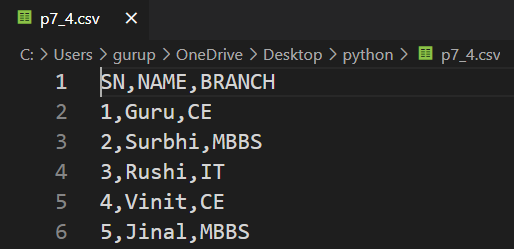 p7_4.csv
C: > Users > gurup > OneDrive > Desktop > python > p7_4.csv
1 SN,NAME,BRANCH
2 1,Guru,CE
3 2,Surbhi,MBBS
4 3,Rushi,IT
5 4,Vinit,CE
6 5,Jinal,MBBS